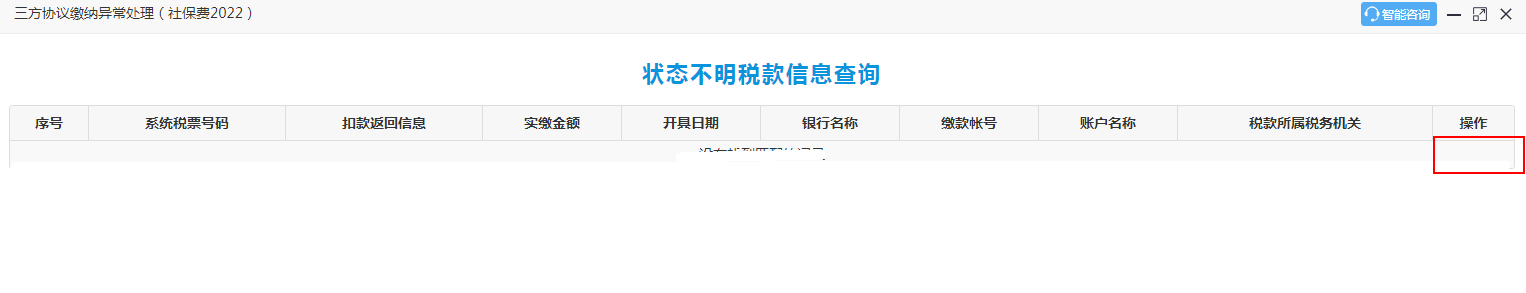 三方协议缴纳异常处理（社保费2022）
智能咨询
状态不明税款信息查询
序号 系统税票号码 扣款返回信息 实缴金额 开具日期 银行名称 缴款帐号 账户名称 税款所属税务机关 操作